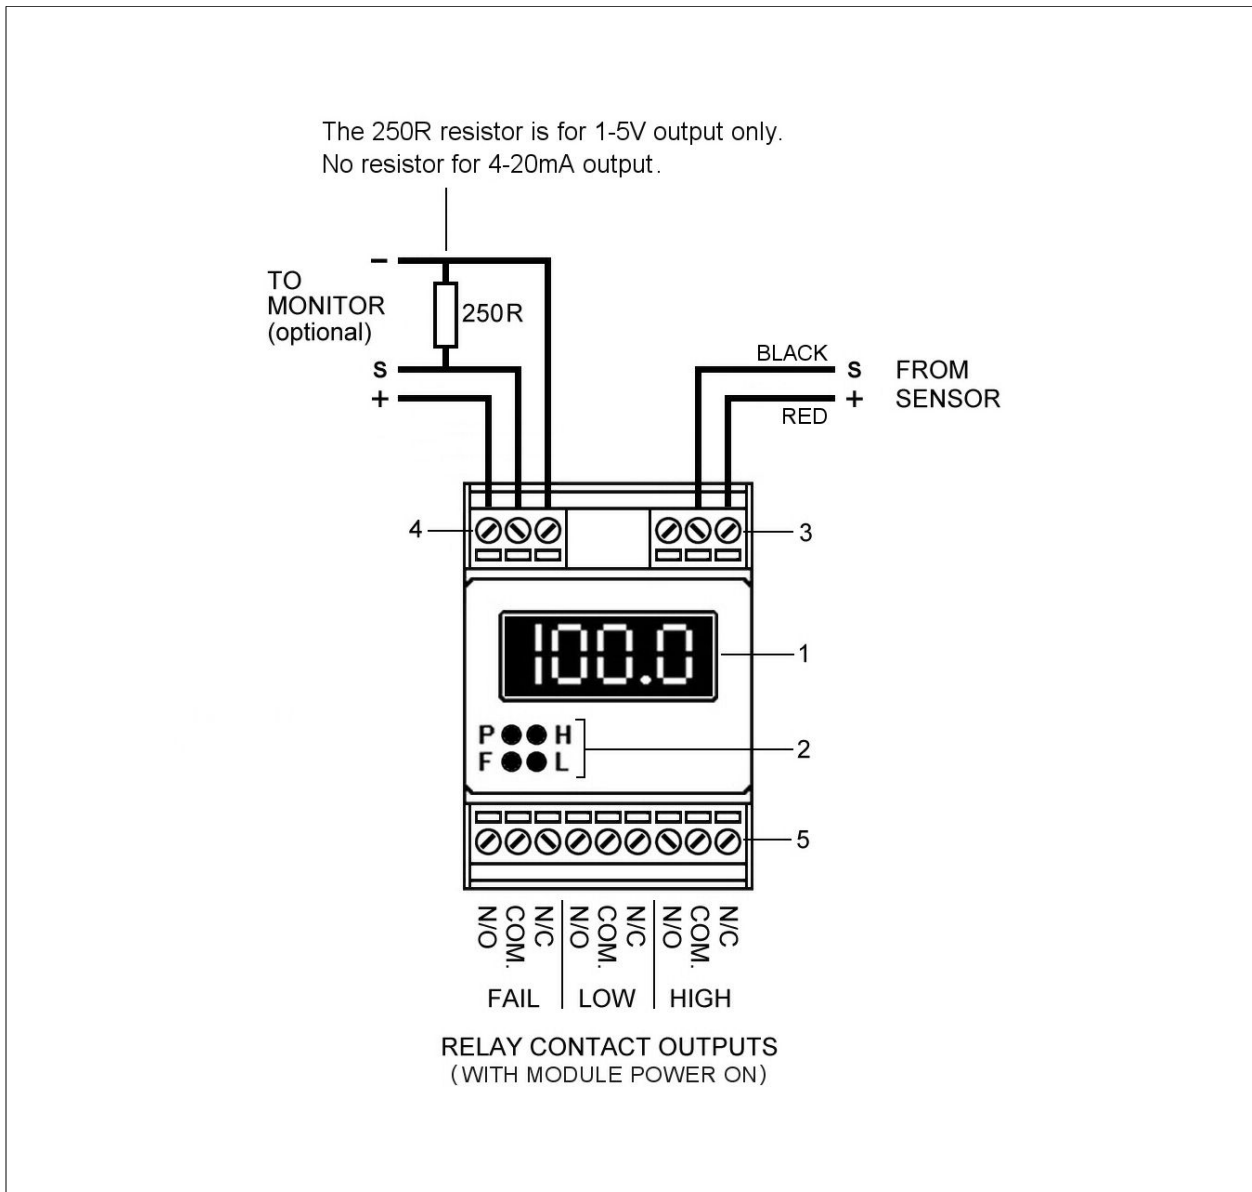 The 250R resistor is for 1-5V output only.
No resistor for 4-20mA output.
−
TO
MONITOR
(optional)
250R
S
+
BLACK
S
FROM
+
SENSOR
RED
4
3
100.0
1
P H
F L
2
5
N/O
COM.
N/C
N/O
COM.
N/C
N/O
COM.
N/C
FAIL
LOW
HIGH
RELAY CONTACT OUTPUTS
(WITH MODULE POWER ON)